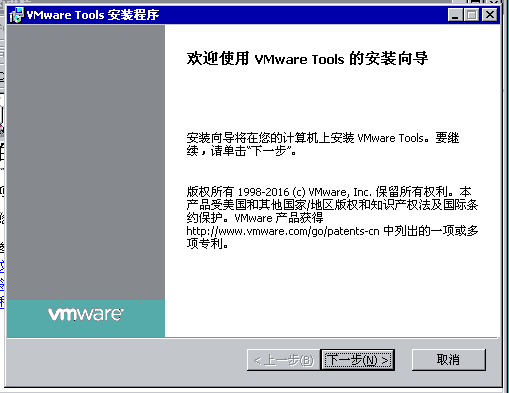 VMware Tools 安装程序
欢迎使用 VMware Tools 的安装向导
安装向导将在您的计算机上安装 VMware Tools。要继
续，请单击“下一步”。
版权所有 1998-2016 (c) VMware, Inc. 保留所有权利。本
产品受美国和其他国家/地区版权和知识产权法及国际条
约保护。VMware 产品获得
http://www.vmware.com/go/patents-cn 中列出的一项或多
项专利。
vmware
< 上一步(B) 下一步(N) > 取消